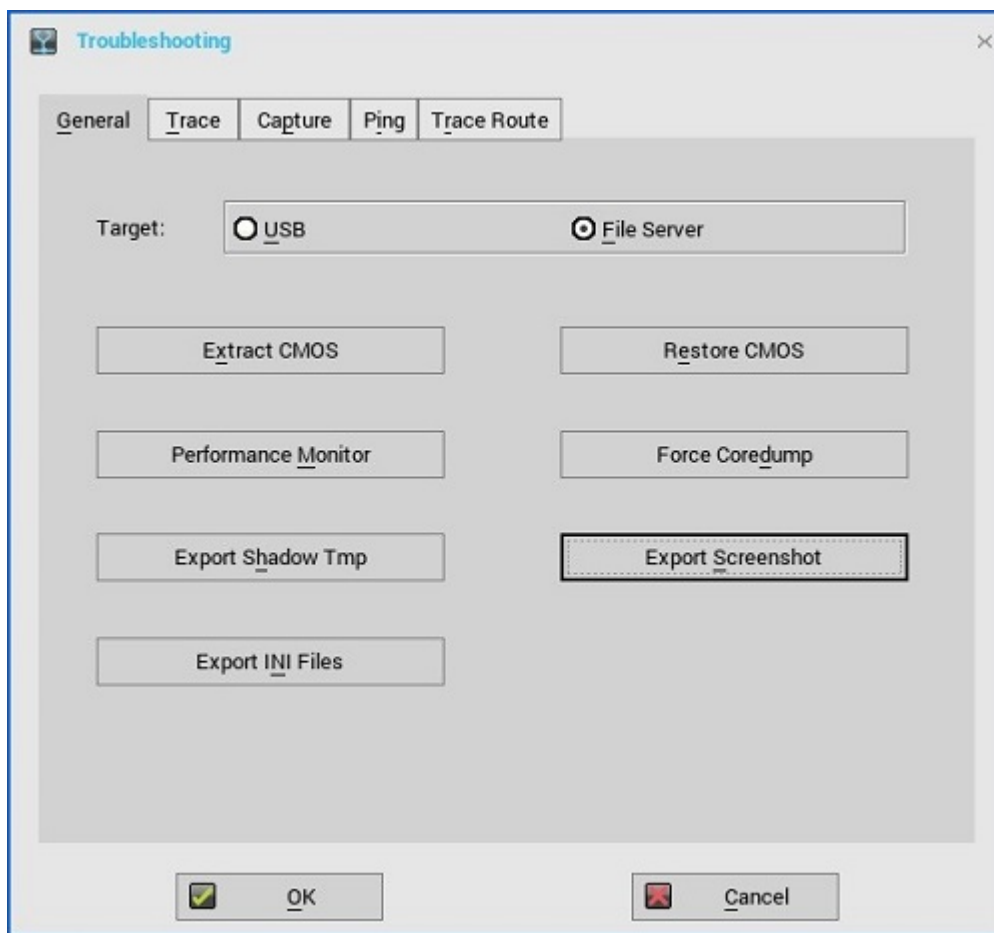 Troubleshooting
General Trace Capture Ping Trace Route
Target: USB File Server
Extract CMOS Restore CMOS
Performance Monitor Force Coredump
Export Shadow Tmp Export Screenshot
Export INI Files
OK Cancel